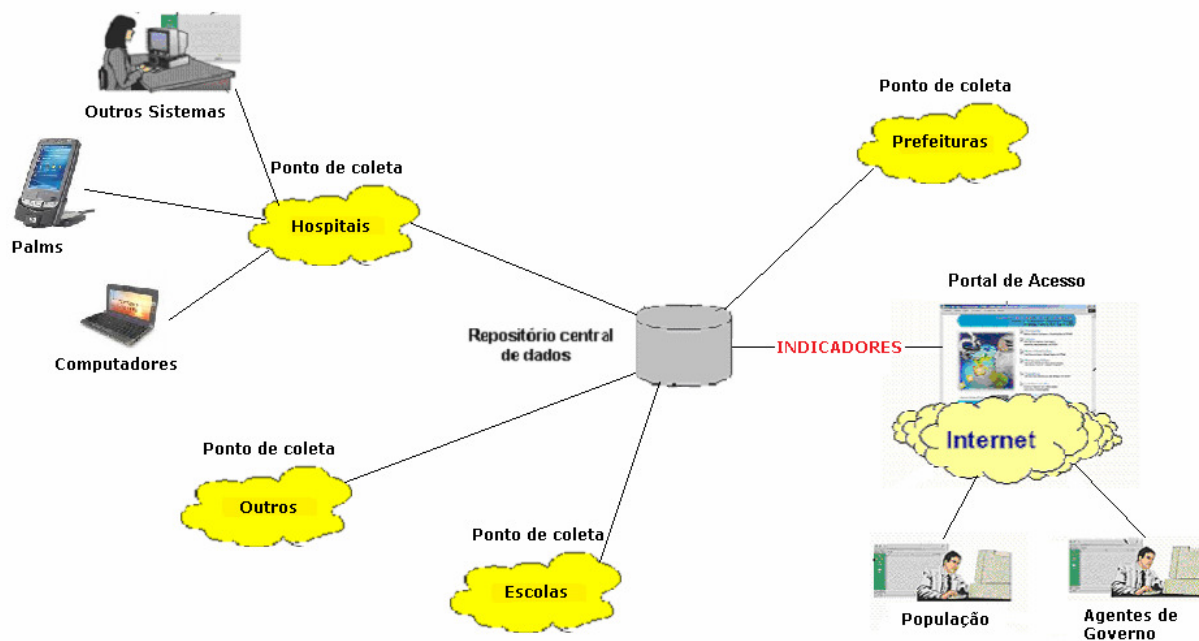 Outros Sistemas
Palms
Computadores
Ponto de coleta
Hospitais
Ponto de coleta
Prefeituras
Repositório central
de dados
INDICADORES
Portal de Acesso
Internet
Ponto de coleta
Outros
Ponto de coleta
Escolas
População
Agentes de
Governo